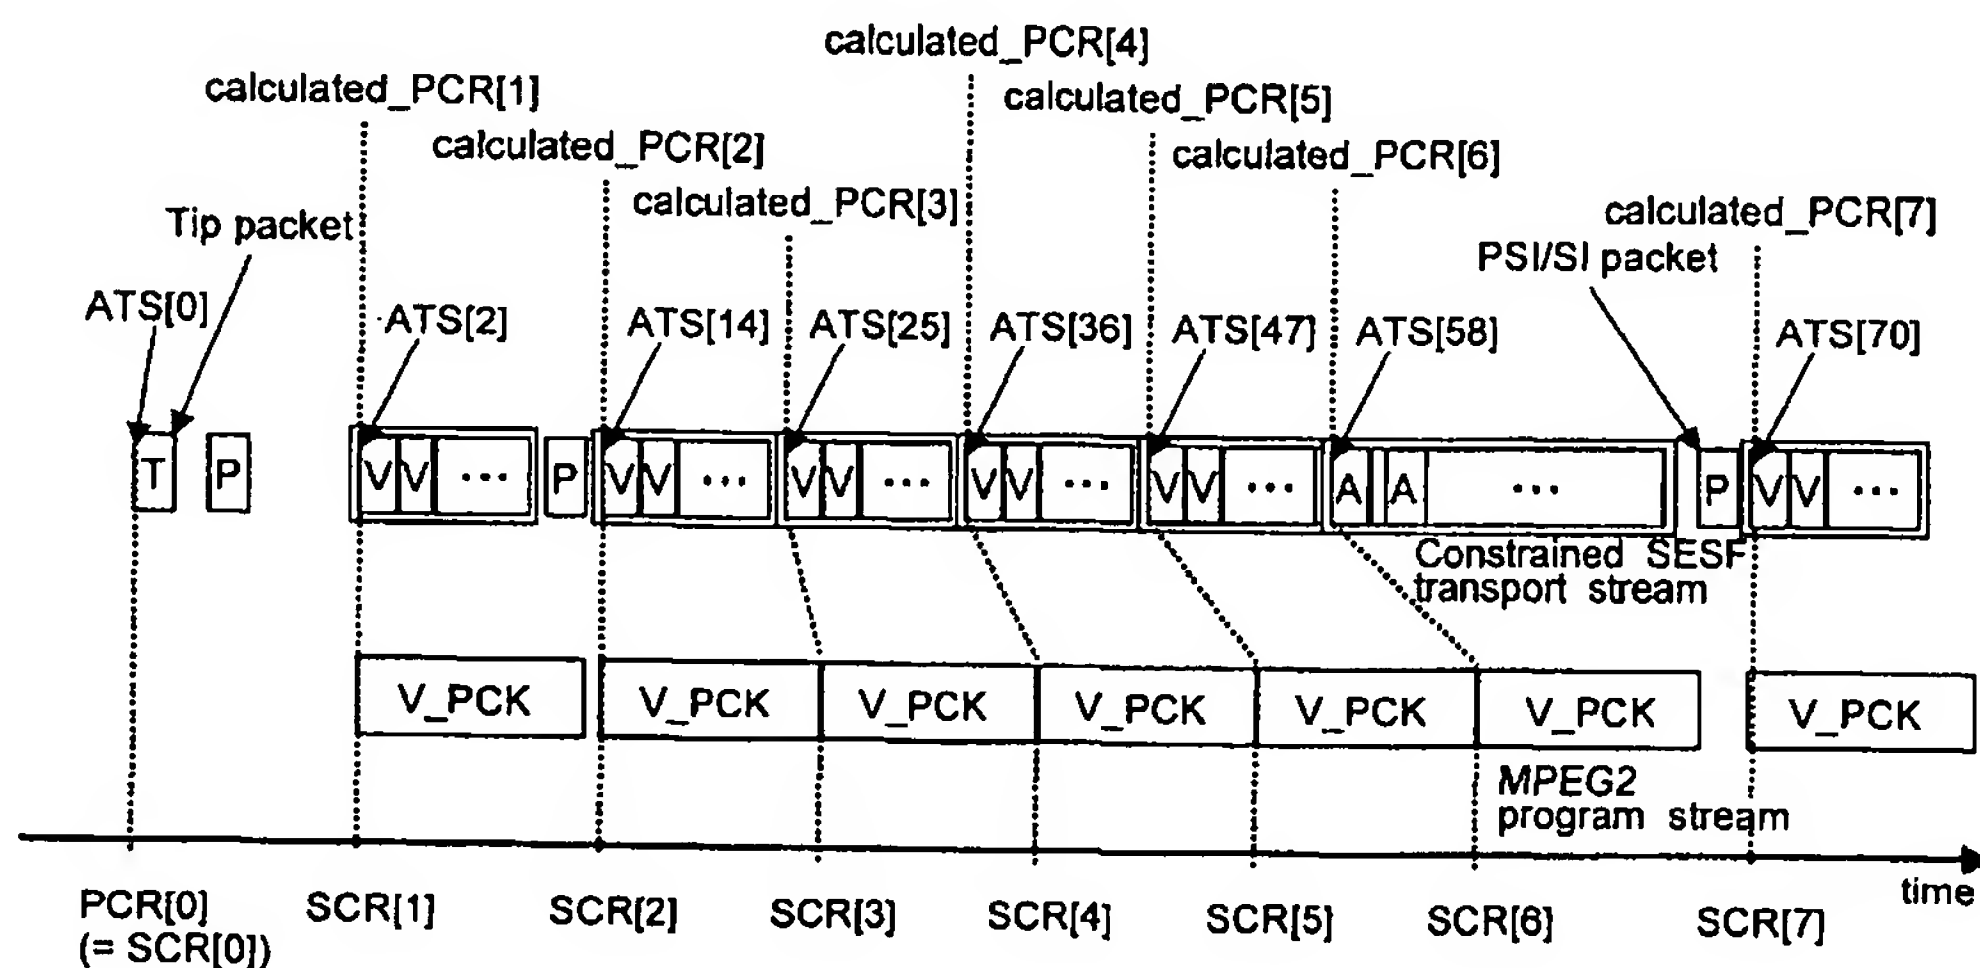 calculated_PCR[4]
calculated_PCR[1]
calculated_PCR[5]
calculated_PCR[2]
calculated_PCR[6]
calculated_PCR[3]
calculated_PCR[7]
Tip packet
PSI/SI packet
ATS[0]
ATS[2]
ATS[14]
ATS[25]
ATS[36]
ATS[47]
ATS[58]
ATS[70]
T P V V ... P V V ... V V ... V V ... V V ... A A ... P V V ...
Constrained SESF
transport stream
V_PCK V_PCK V_PCK V_PCK V_PCK V_PCK V_PCK
MPEG2
program stream
time
PCR[0]
(= SCR[0])
SCR[1]
SCR[2]
SCR[3]
SCR[4]
SCR[5]
SCR[6]
SCR[7]